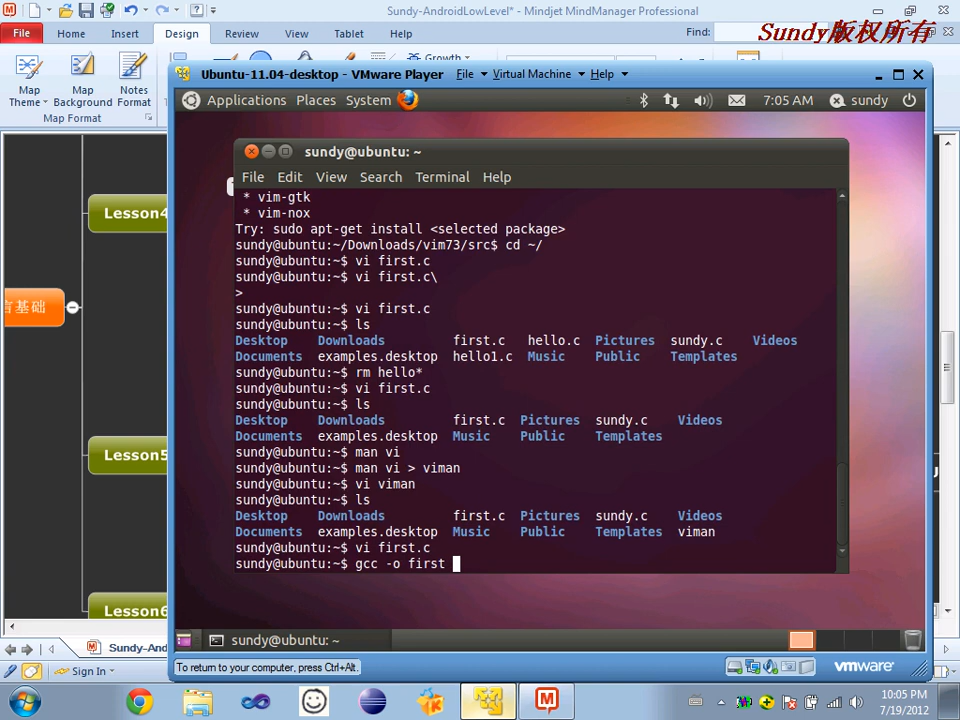 Sundy-AndroidLowLevel* - Mindjet MindManager Professional
File Home Insert Design Review View Tablet Help Find:
Sundy版权所有
Map Theme
Map Background
Notes Format
Growth
Map Format
Ubuntu-11.04-desktop - VMware Player File Virtual Machine Help
Applications Places System 7:05 AM sundy
sundy@ubuntu: ~
File Edit View Search Terminal Help
* vim-gtk
* vim-nox
Try: sudo apt-get install <selected package>
sundy@ubuntu:~/Downloads/vim73/src$ cd ~/
sundy@ubuntu:~$ vi first.c
sundy@ubuntu:~$ vi first.c\
>
sundy@ubuntu:~$ vi first.c
sundy@ubuntu:~$ ls
Desktop Downloads first.c hello.c Pictures sundy.c Videos
Documents examples.desktop hello1.c Music Public Templates
sundy@ubuntu:~$ rm hello*
sundy@ubuntu:~$ vi first.c
sundy@ubuntu:~$ ls
Desktop Downloads first.c Pictures sundy.c Videos
Documents examples.desktop Music Public Templates
sundy@ubuntu:~$ man vi
sundy@ubuntu:~$ man vi > viman
sundy@ubuntu:~$ vi viman
sundy@ubuntu:~$ ls
Desktop Downloads first.c Pictures sundy.c Videos
Documents examples.desktop Music Public Templates viman
sundy@ubuntu:~$ vi first.c
sundy@ubuntu:~$ gcc -o first
Lesson4
言基础
Lesson5
Lesson6
sundy@ubuntu: ~
Sundy-And
To return to your computer, press Ctrl+Alt.
vmware
Sign In
10:05 PM
7/19/2012